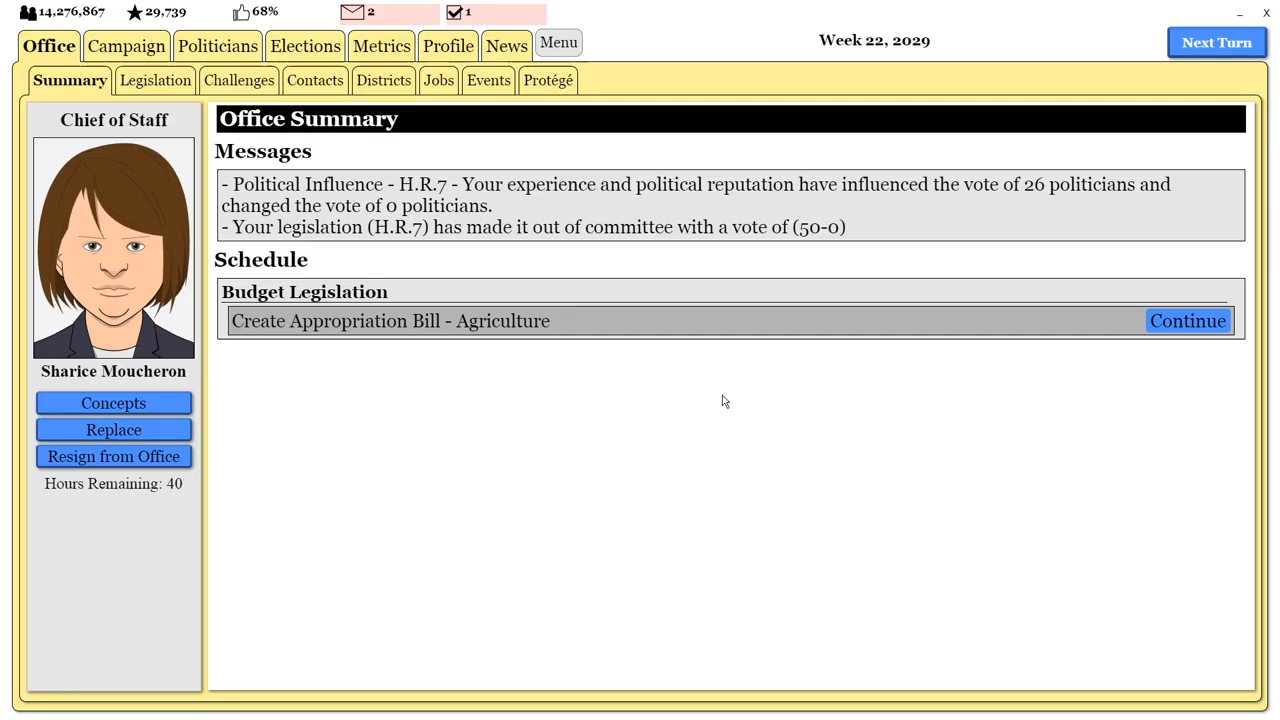 14,276,867 29,739 68% 2 1
_ X
Office Campaign Politicians Elections Metrics Profile News Menu
Week 22, 2029
Next Turn
Summary Legislation Challenges Contacts Districts Jobs Events Protégé
Chief of Staff
Sharice Moucheron
Concepts
Replace
Resign from Office
Hours Remaining: 40
Office Summary
Messages
- Political Influence - H.R.7 - Your experience and political reputation have influenced the vote of 26 politicians and
changed the vote of 0 politicians.
- Your legislation (H.R.7) has made it out of committee with a vote of (50-0)
Schedule
Budget Legislation
Create Appropriation Bill - Agriculture Continue